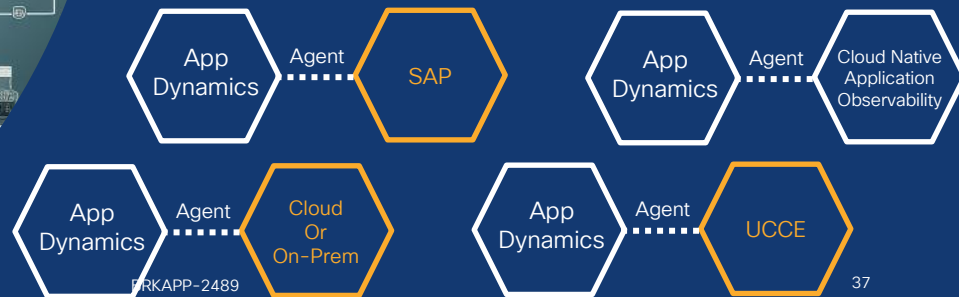 App
Dynamics
Agent
SAP
App
Dynamics
Agent
Cloud Native
Application
Observability
App
Dynamics
Agent
Cloud
Or
On-Prem
App
Dynamics
Agent
UCCE
BRKAPP-2489
37